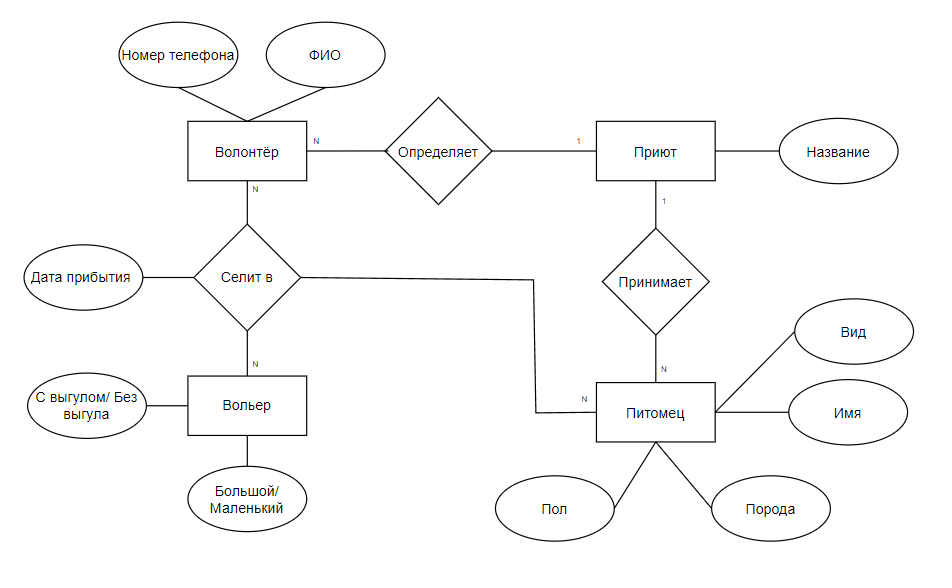 Номер телефона
ФИО
Волонтёр
N
Определяет
1
Приют
Название
N
1
Дата прибытия
Селит в
Принимает
Вид
N
N
С выгулом/ Без
выгула
Вольер
N
Питомец
Имя
Большой/
Маленький
Пол
Порода